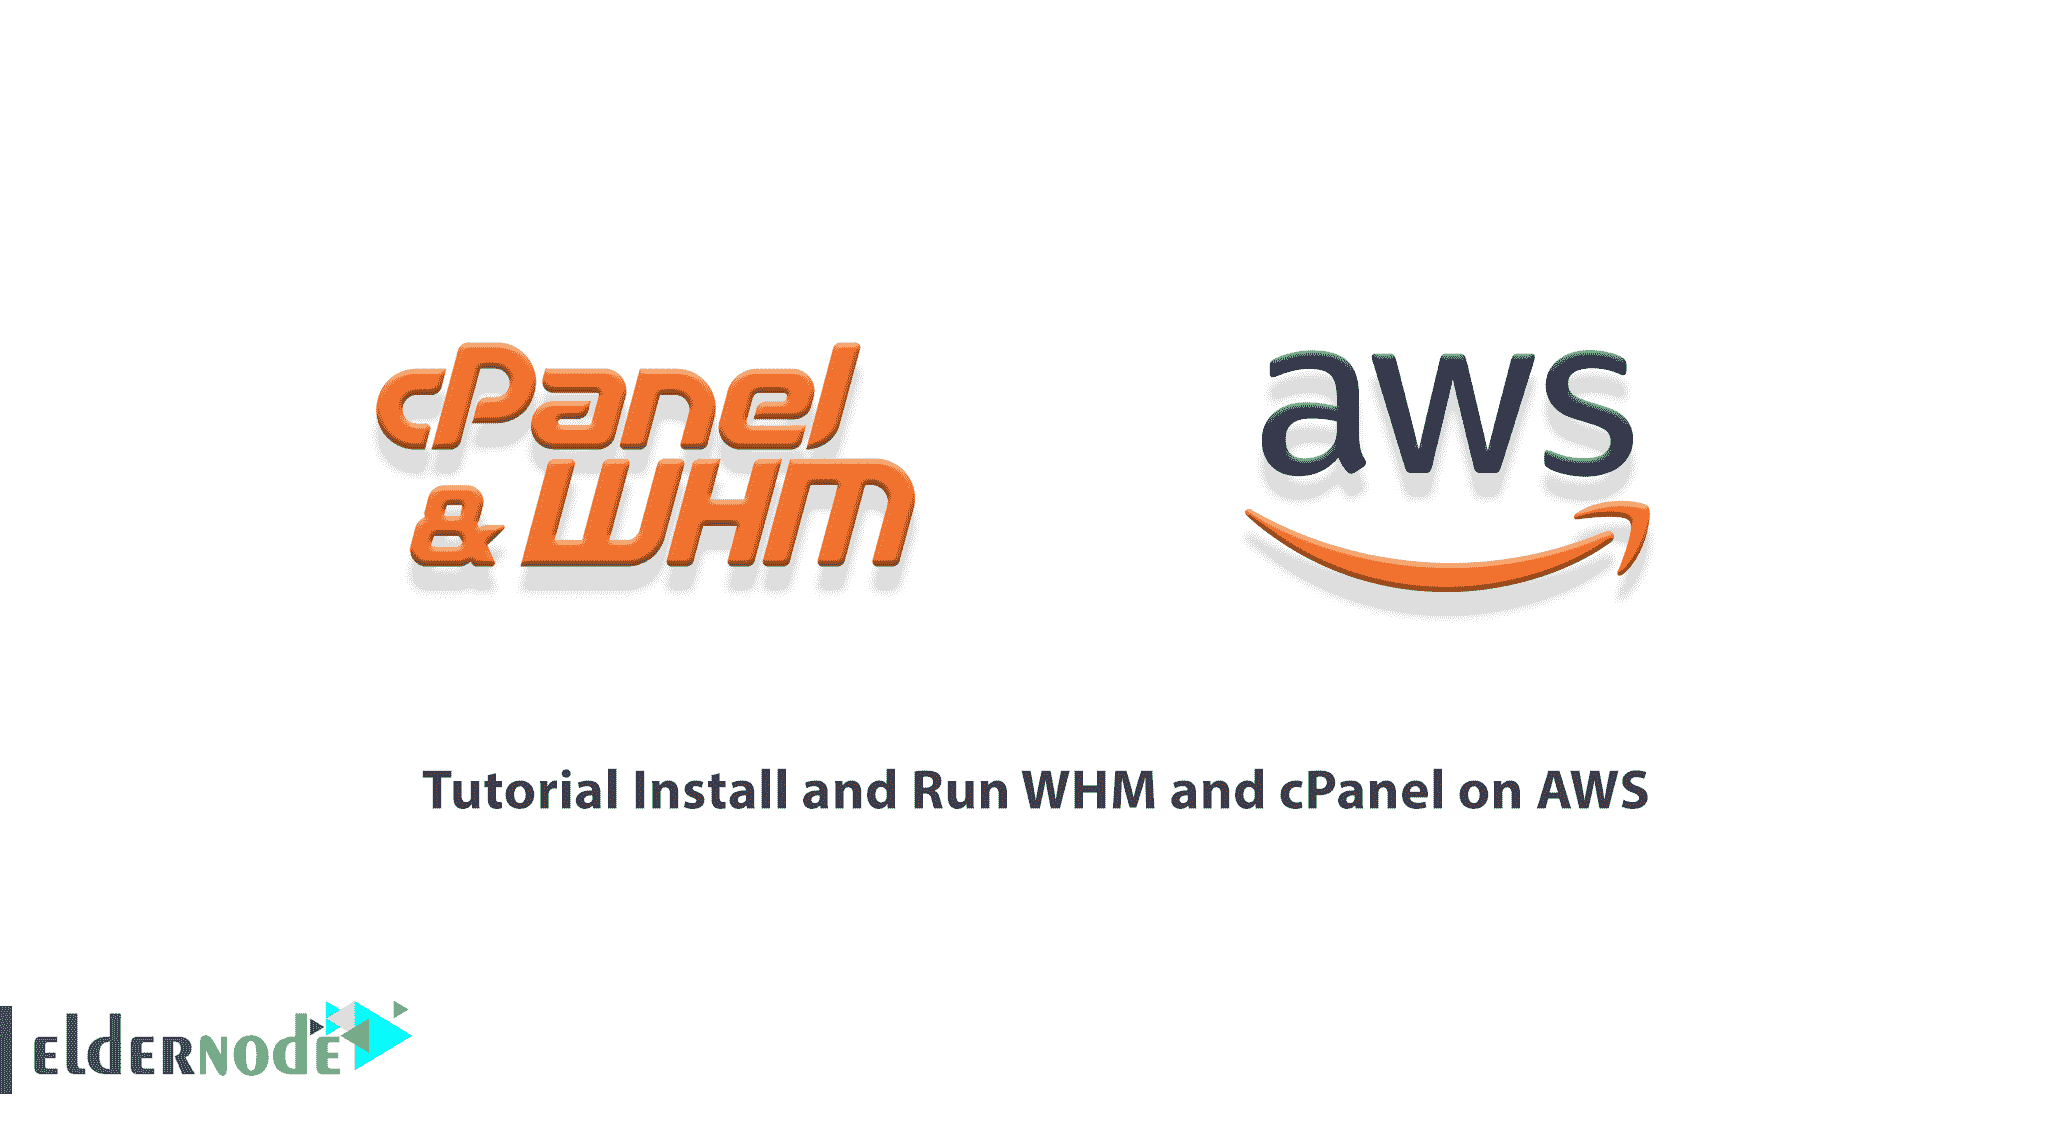 cPanel
& WHM
aws
Tutorial Install and Run WHM and cPanel on AWS
ElderNode